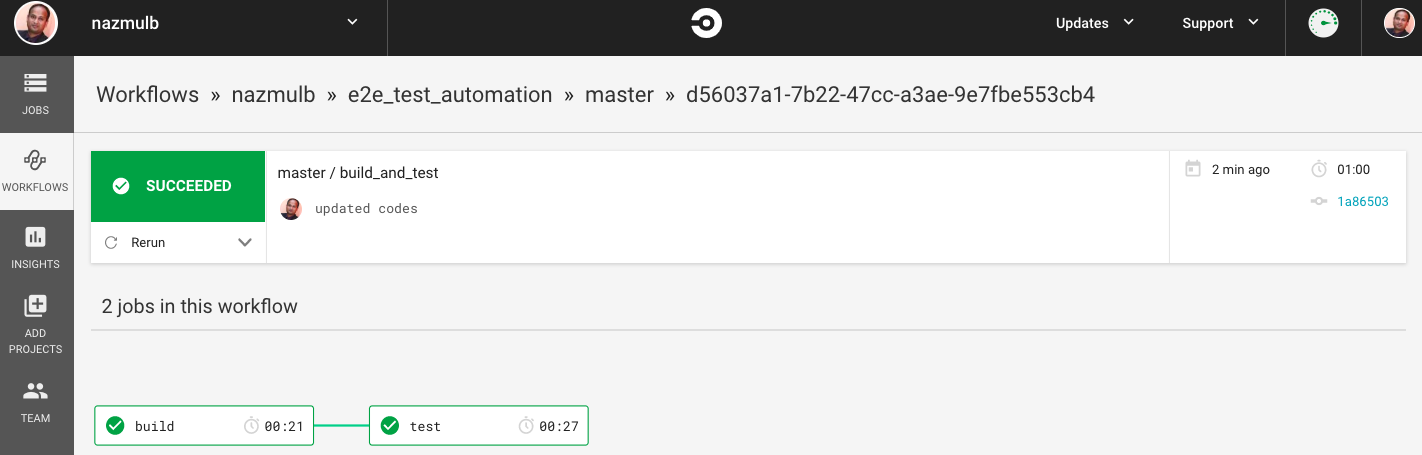 nazmulb Updates Support
JOBS
WORKFLOWS
INSIGHTS
ADD
PROJECTS
TEAM
Workflows » nazmulb » e2e_test_automation » master » d56037a1-7b22-47cc-a3ae-9e7fbe553cb4
SUCCEEDED
Rerun
master / build_and_test
updated codes
2 min ago 01:00
1a86503
2 jobs in this workflow
build 00:21 test 00:27